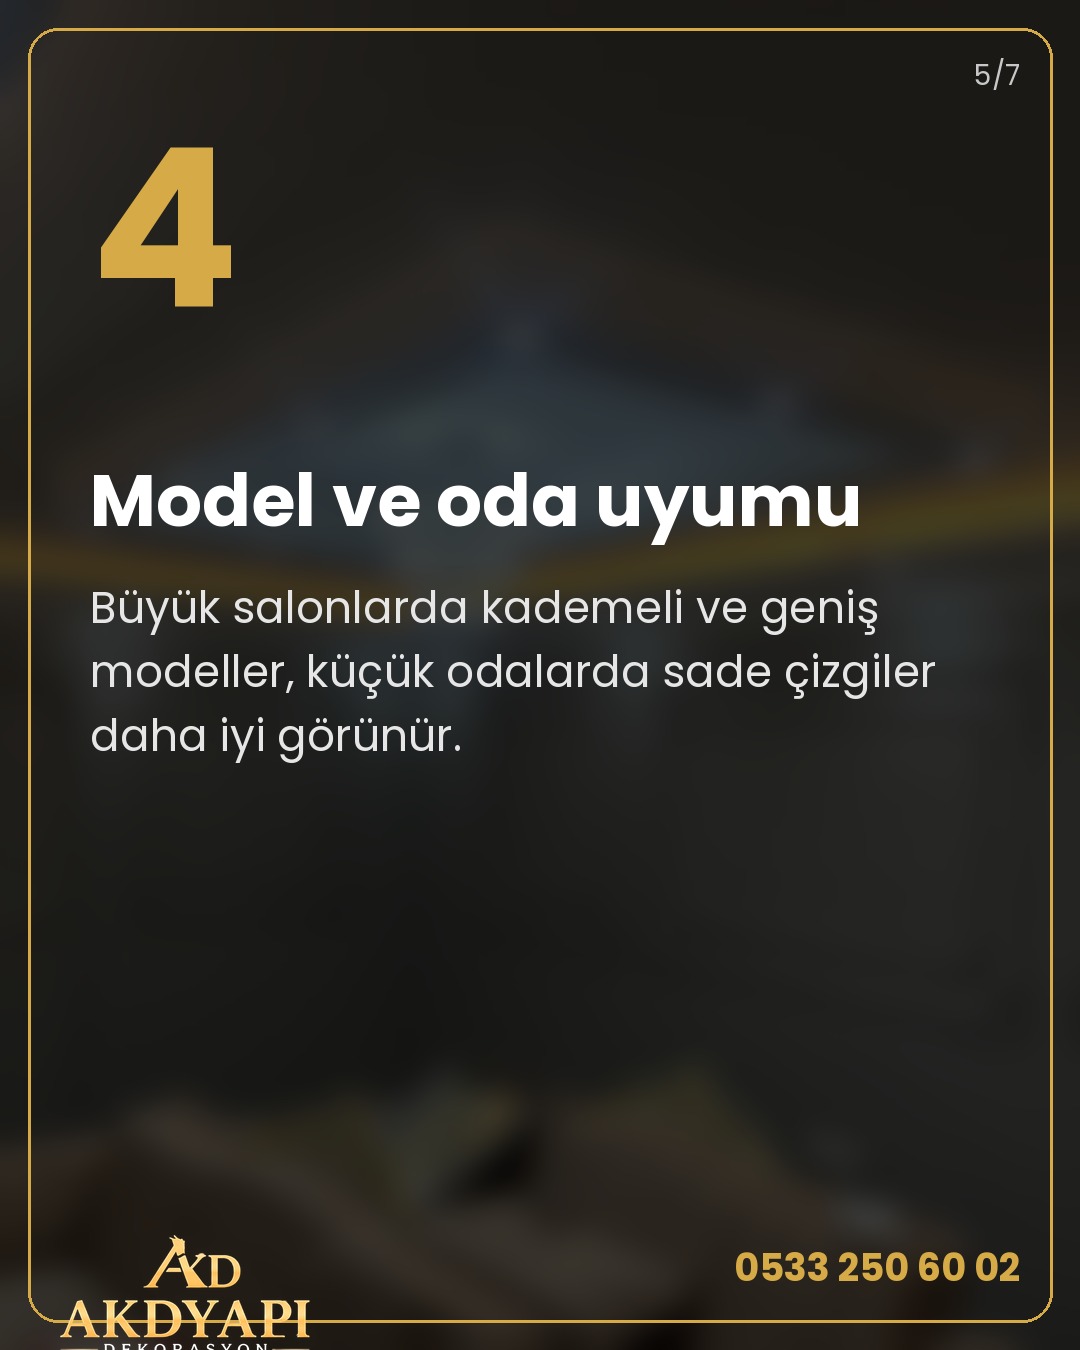 5/7
4
Model ve oda uyumu
Büyük salonlarda kademeli ve geniş
modeller, küçük odalarda sade çizgiler
daha iyi görünür.
AKD
AKDYAPI
DEKORASYON
0533 250 60 02